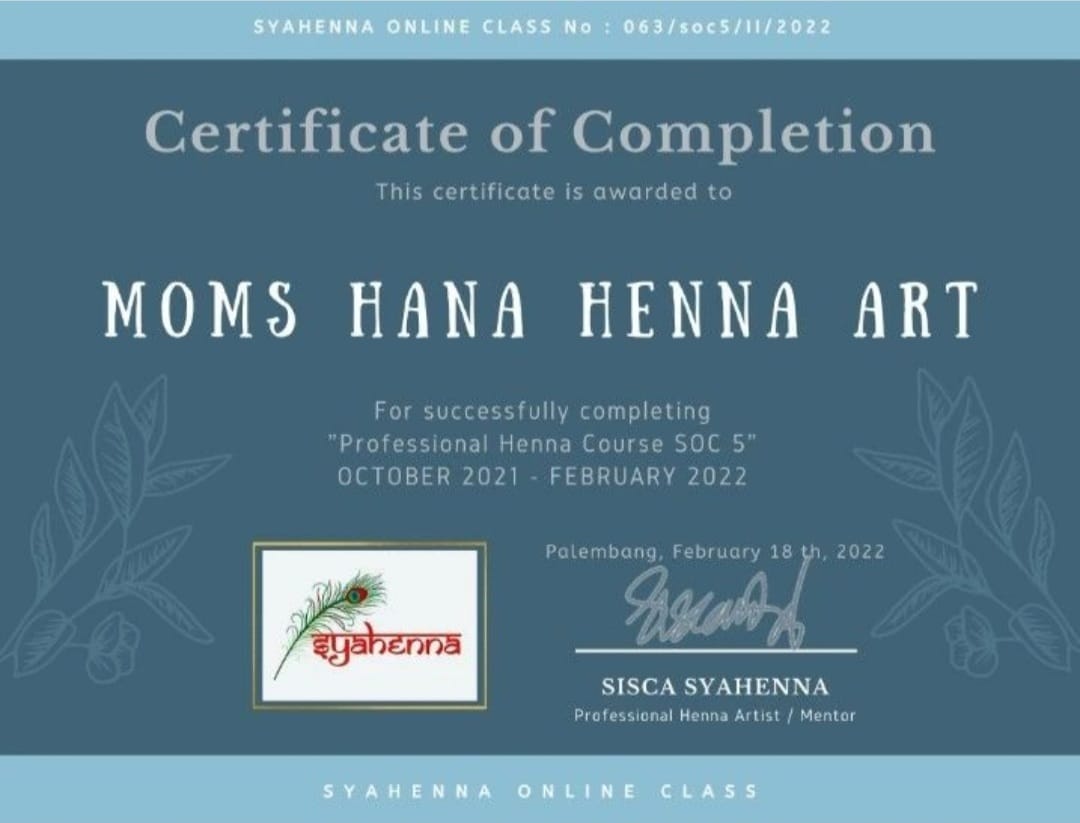 SYAHENNA ONLINE CLASS No : 063/soc5/II/2022
Certificate of Completion
This certificate is awarded to
MOMS HANA HENNA ART
For successfully completing
"Professional Henna Course SOC 5"
OCTOBER 2021 - FEBRUARY 2022
Palembang, February 18 th, 2022
syahenna
SISCA SYAHENNA
Professional Henna Artist / Mentor
SYAHENNA ONLINE CLASS